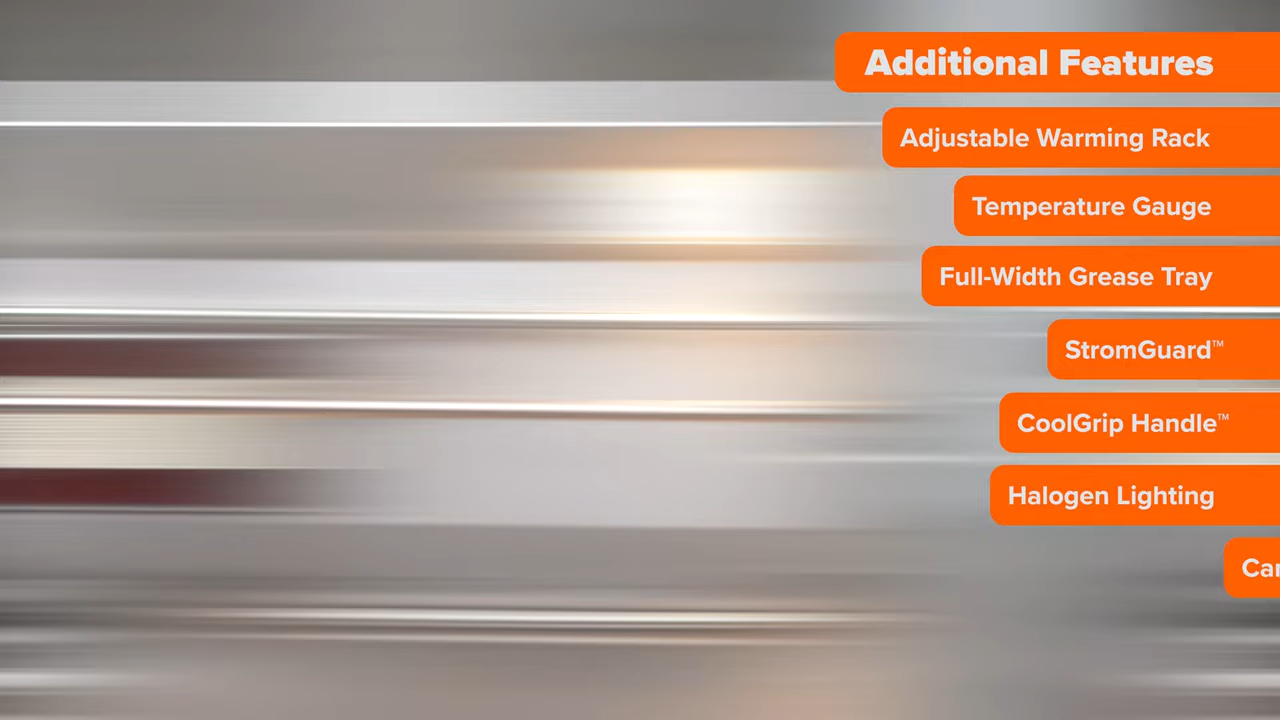 Additional Features
Adjustable Warming Rack
Temperature Gauge
Full-Width Grease Tray
StromGuard™
CoolGrip Handle™
Halogen Lighting